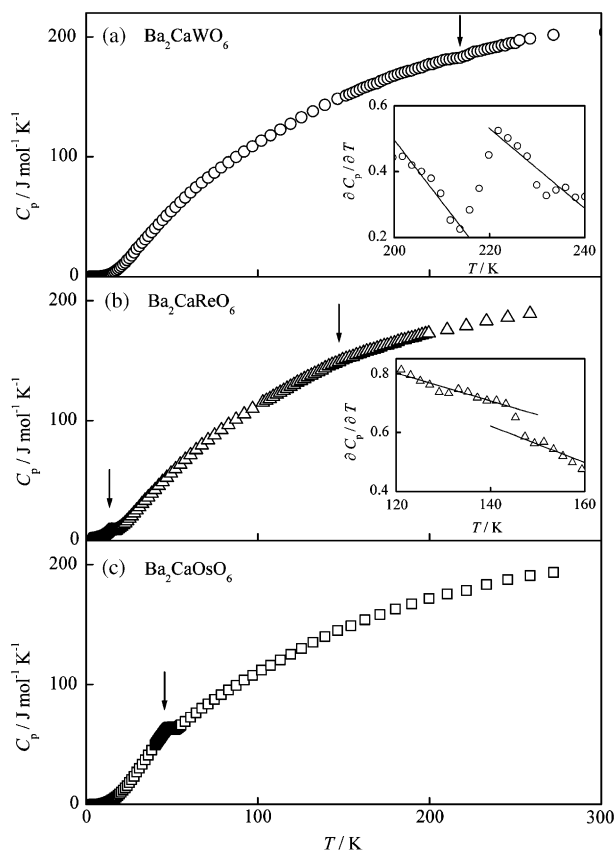 (a) Ba₂CaWO₆
200
100
0
Cₚ / J mol⁻¹ K⁻¹
0.6
0.4
0.2
∂Cₚ/∂T
200 220 240
T / K
(b) Ba₂CaReO₆
200
100
0
Cₚ / J mol⁻¹ K⁻¹
0.8
0.6
0.4
∂Cₚ/∂T
120 140 160
T / K
(c) Ba₂CaOsO₆
200
100
0
Cₚ / J mol⁻¹ K⁻¹
0 100 200 300
T / K